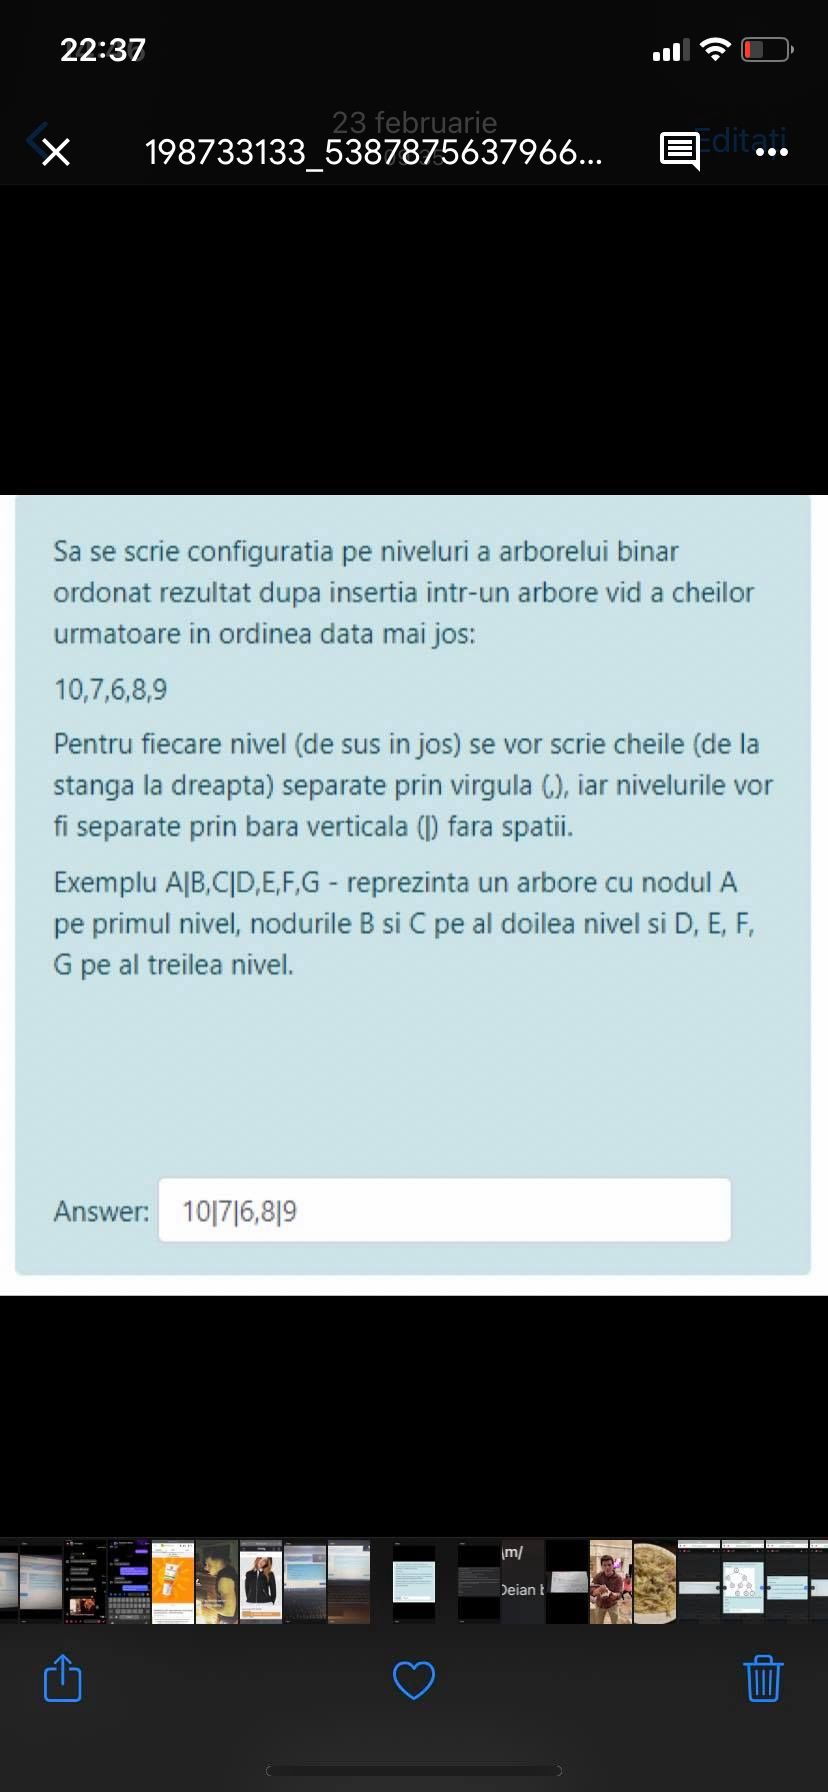 22:37
23 februarie
198733133_5387875637966...
Editați
Sa se scrie configuratia pe niveluri a arborelui binar
ordonat rezultat dupa insertia intr-un arbore vid a cheilor
urmatoare in ordinea data mai jos:
10,7,6,8,9
Pentru fiecare nivel (de sus in jos) se vor scrie cheile (de la
stanga la dreapta) separate prin virgula (,), iar nivelurile vor
fi separate prin bara verticala (|) fara spatii.
Exemplu A|B,C|D,E,F,G - reprezinta un arbore cu nodul A
pe primul nivel, nodurile B si C pe al doilea nivel si D, E, F,
G pe al treilea nivel.
Answer: 10|7|6,8|9
m/
Deian